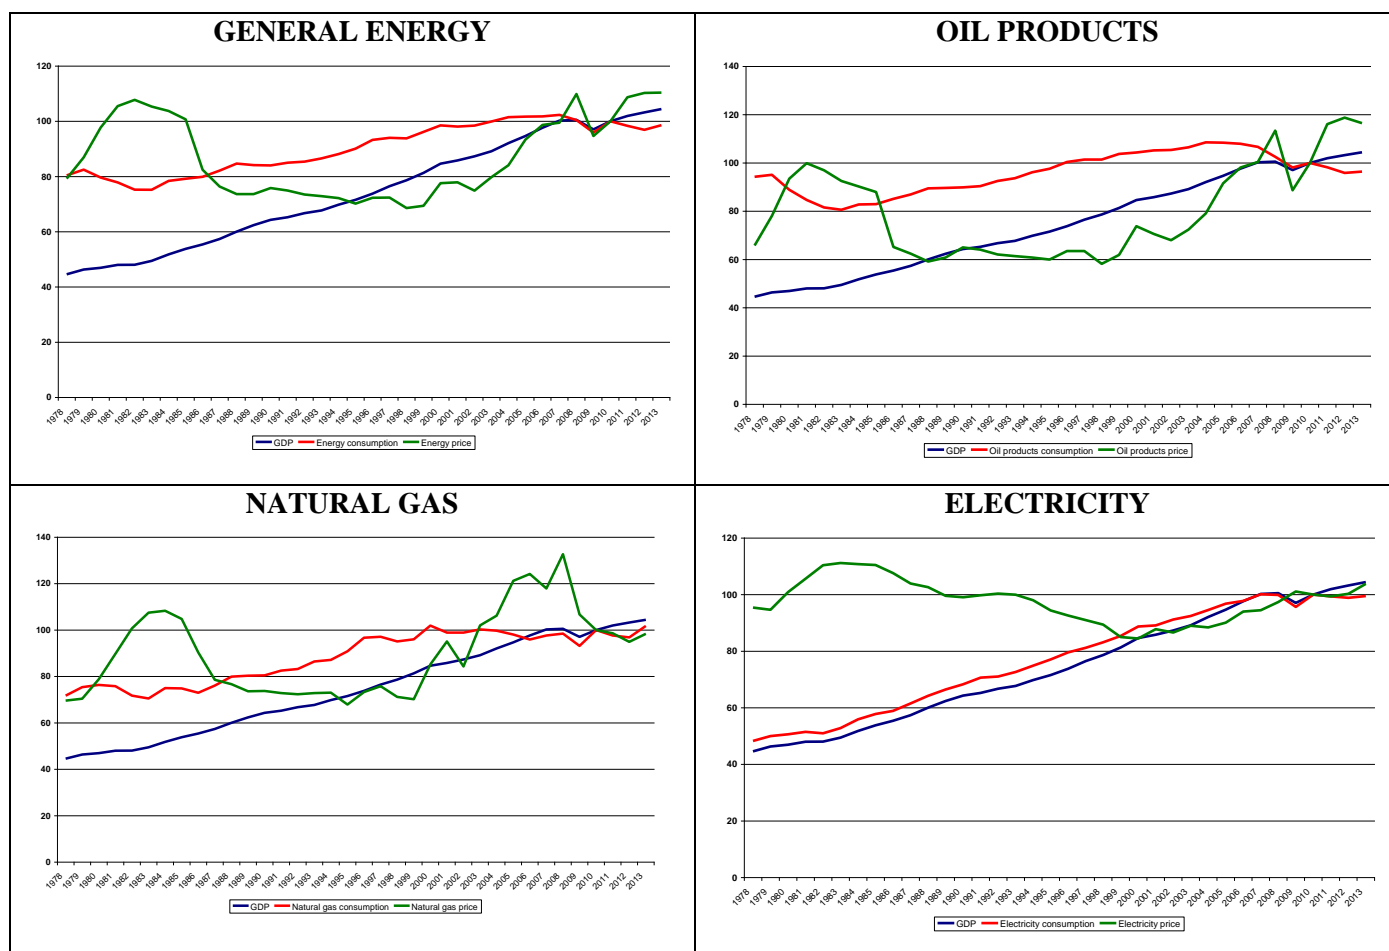 GENERAL ENERGY
120
100
80
60
40
20
0
1978 1979 1980 1981 1982 1983 1984 1985 1986 1987 1988 1989 1990 1991 1992 1993 1994 1995 1996 1997 1998 1999 2000 2001 2002 2003 2004 2005 2006 2007 2008 2009 2010 2011 2012 2013
GDP Energy consumption Energy price
OIL PRODUCTS
140
120
100
80
60
40
20
0
1978 1979 1980 1981 1982 1983 1984 1985 1986 1987 1988 1989 1990 1991 1992 1993 1994 1995 1996 1997 1998 1999 2000 2001 2002 2003 2004 2005 2006 2007 2008 2009 2010 2011 2012 2013
GDP Oil products consumption Oil products price
NATURAL GAS
140
120
100
80
60
40
20
0
1978 1979 1980 1981 1982 1983 1984 1985 1986 1987 1988 1989 1990 1991 1992 1993 1994 1995 1996 1997 1998 1999 2000 2001 2002 2003 2004 2005 2006 2007 2008 2009 2010 2011 2012 2013
GDP Natural gas consumption Natural gas price
ELECTRICITY
120
100
80
60
40
20
0
1978 1979 1980 1981 1982 1983 1984 1985 1986 1987 1988 1989 1990 1991 1992 1993 1994 1995 1996 1997 1998 1999 2000 2001 2002 2003 2004 2005 2006 2007 2008 2009 2010 2011 2012 2013
GDP Electricity consumption Electricity price